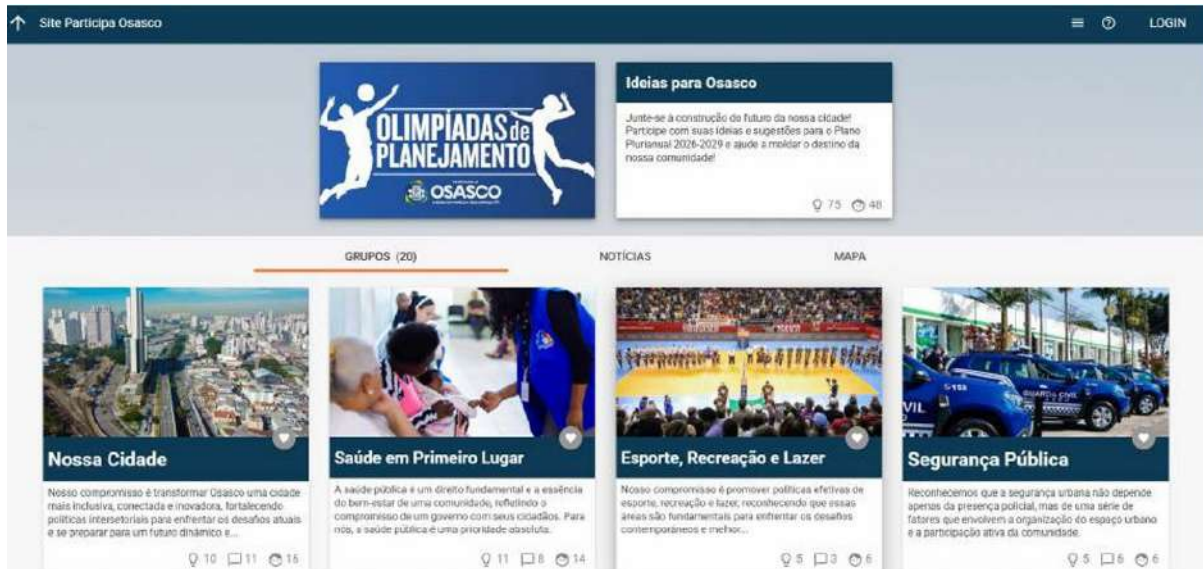 Site Participa Osasco
LOGIN
OLIMPÍADAS de
PLANEJAMENTO
OSASCO
Ideias para Osasco
Junte-se à construção do futuro da nossa cidade!
Participe com suas ideias e sugestões para o Plano
Plurianual 2026-2029 e ajude a moldar o destino da
nossa comunidade!
75 48
GRUPOS (20)
NOTÍCIAS
MAPA
Nossa Cidade
Nosso compromisso é transformar Osasco uma cidade
mais inclusiva, conectada e inovadora, fortalecendo
políticas intersetoriais para enfrentar os desafios atuais
e se preparar para um futuro dinâmico e...
10 11 16
Saúde em Primeiro Lugar
A saúde pública é um direito fundamental e a essência
do bem-estar de uma comunidade, refletindo o
compromisso de um governo com seus cidadãos. Para
nós, a saúde pública é uma prioridade absoluta.
11 8 14
Esporte, Recreação e Lazer
Nosso compromisso é promover políticas efetivas de
esporte, recreação e lazer, reconhecendo que essas
áreas são fundamentais para enfrentar os desafios
contemporâneos e melhor...
5 3 6
153
GUARDA CIVIL
VIL
Segurança Pública
Reconhecemos que a segurança urbana não depende
apenas da presença policial, mas de uma série de
fatores que envolvem a organização do espaço urbano
e a participação ativa da comunidade.
5 6 6